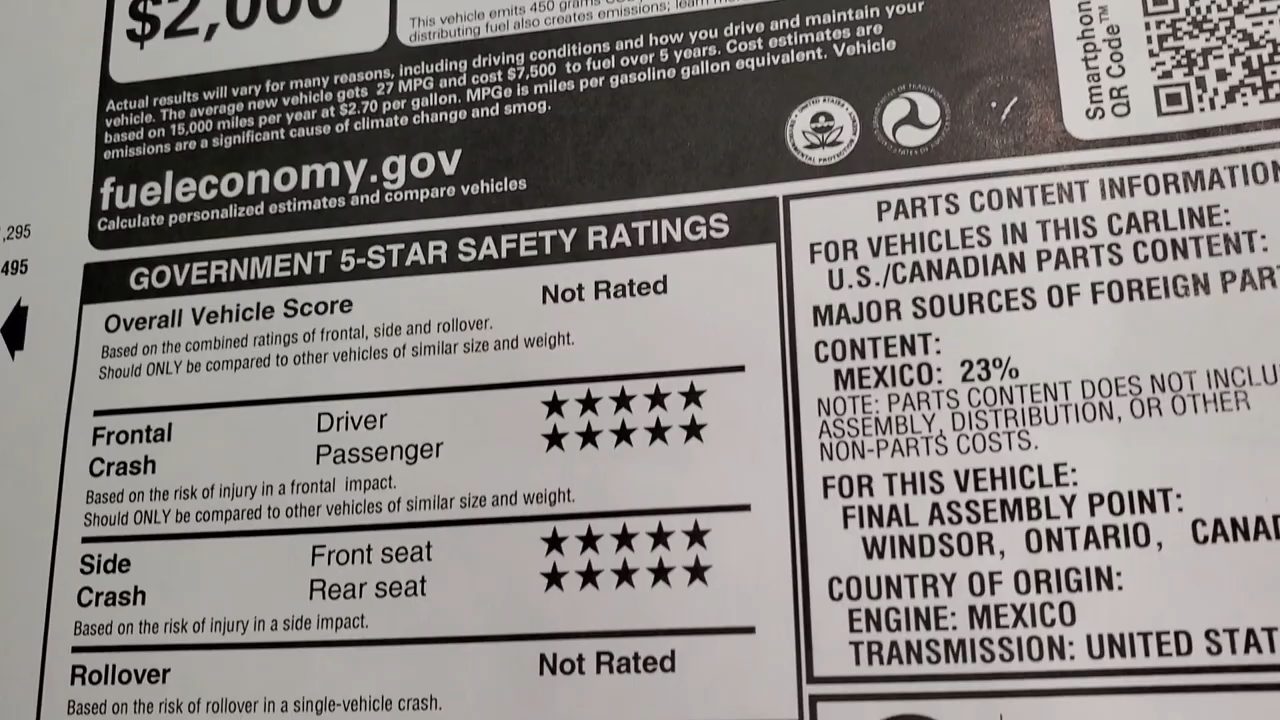 $2,000
This vehicle emits 450 grams
distributing fuel also creates emissions; learn
Actual results will vary for many reasons, including driving conditions and how you drive and maintain your
vehicle. The average new vehicle gets 27 MPG and cost $7,500 to fuel over 5 years. Cost estimates are
based on 15,000 miles per year at $2.70 per gallon. MPGe is miles per gasoline gallon equivalent. Vehicle
emissions are a significant cause of climate change and smog.
fueleconomy.gov
Calculate personalized estimates and compare vehicles
Smartphon
QR Code™
,295
495
GOVERNMENT 5-STAR SAFETY RATINGS
Overall Vehicle Score Not Rated
Based on the combined ratings of frontal, side and rollover.
Should ONLY be compared to other vehicles of similar size and weight.
Frontal Driver ★★★★★
Crash Passenger ★★★★★
Based on the risk of injury in a frontal impact.
Should ONLY be compared to other vehicles of similar size and weight.
Side Front seat ★★★★★
Crash Rear seat ★★★★★
Based on the risk of injury in a side impact.
Rollover Not Rated
Based on the risk of rollover in a single-vehicle crash.
PARTS CONTENT INFORMATION
FOR VEHICLES IN THIS CARLINE:
U.S./CANADIAN PARTS CONTENT:
MAJOR SOURCES OF FOREIGN PAR
CONTENT:
MEXICO: 23%
NOTE: PARTS CONTENT DOES NOT INCLU
ASSEMBLY, DISTRIBUTION, OR OTHER
NON-PARTS COSTS.
FOR THIS VEHICLE:
FINAL ASSEMBLY POINT:
WINDSOR, ONTARIO, CANAD
COUNTRY OF ORIGIN:
ENGINE: MEXICO
TRANSMISSION: UNITED STAT